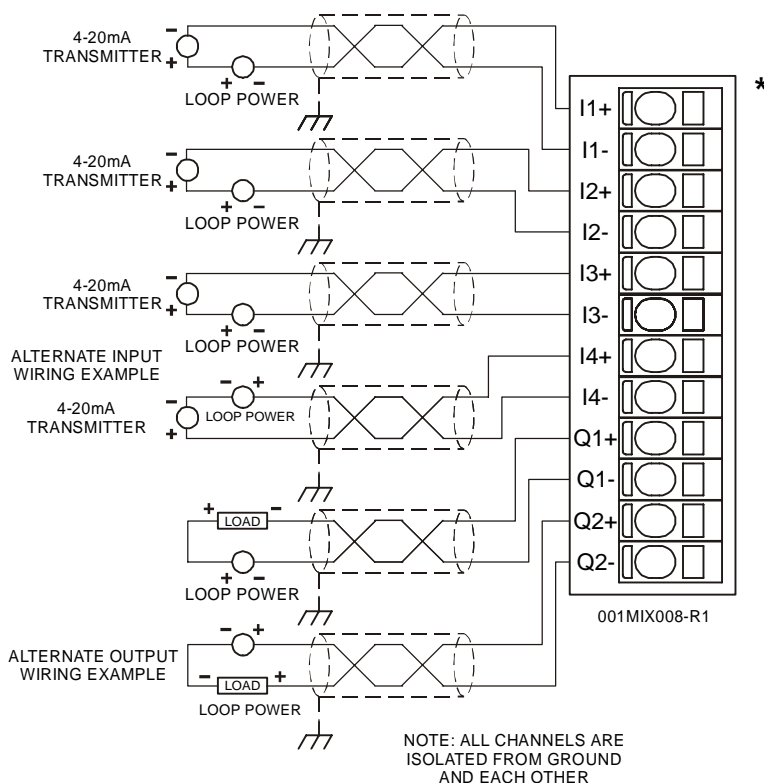 4-20mA
TRANSMITTER
-
+
+ -
LOOP POWER
*
I1+
I1-
4-20mA
TRANSMITTER
-
+
+ -
LOOP POWER
I2+
I2-
4-20mA
TRANSMITTER
-
+
+ -
LOOP POWER
I3+
I3-
ALTERNATE INPUT
WIRING EXAMPLE
4-20mA
TRANSMITTER
-
+
- +
LOOP POWER
I4+
I4-
+ LOAD -
+ -
LOOP POWER
Q1+
Q1-
Q2+
Q2-
001MIX008-R1
ALTERNATE OUTPUT
WIRING EXAMPLE
- +
- LOAD +
LOOP POWER
NOTE: ALL CHANNELS ARE
ISOLATED FROM GROUND
AND EACH OTHER